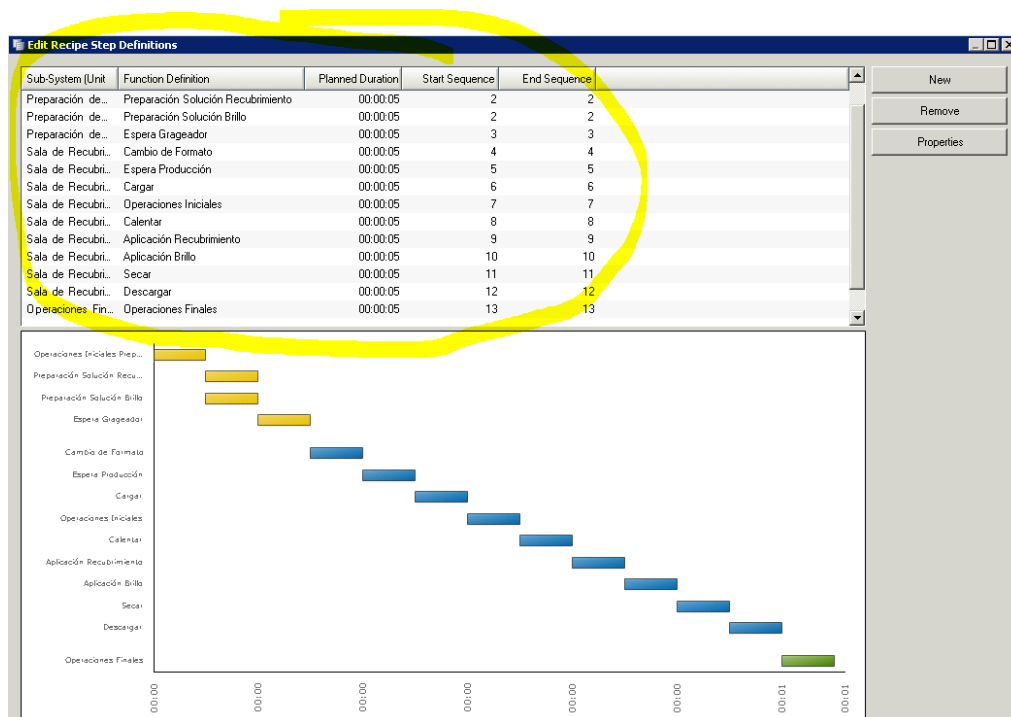 Edit Recipe Step Definitions
Sub-System (Unit Function Definition Planned Duration Start Sequence End Sequence
New
Remove
Properties
Preparación de... Preparación Solución Recubrimiento 00:00:05 2 2
Preparación de... Preparación Solución Brillo 00:00:05 2 2
Preparación de... Espera Grageador 00:00:05 3 3
Sala de Recubri... Cambio de Formato 00:00:05 4 4
Sala de Recubri... Espera Producción 00:00:05 5 5
Sala de Recubri... Cargar 00:00:05 6 6
Sala de Recubri... Operaciones Iniciales 00:00:05 7 7
Sala de Recubri... Calentar 00:00:05 8 8
Sala de Recubri... Aplicación Recubrimiento 00:00:05 9 9
Sala de Recubri... Aplicación Brillo 00:00:05 10 10
Sala de Recubri... Secar 00:00:05 11 11
Sala de Recubri... Descargar 00:00:05 12 12
Operaciones Fin... Operaciones Finales 00:00:05 13 13
Operaciones Iniciales Prep...
Preparación Solución Recu...
Preparación Solución Brillo
Espera Grageador
Cambio de Formato
Espera Producción
Cargar
Operaciones Iniciales
Calentar
Aplicación Recubrimiento
Aplicación Brillo
Secar
Descargar
Operaciones Finales
00:00 00:00 00:00 00:00 00:00 00:00 00:01 00:01